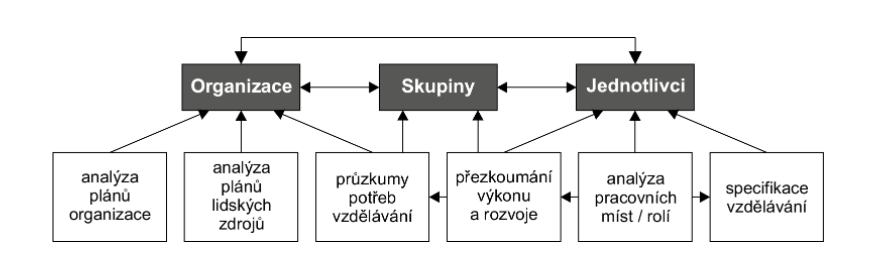 Organizace
Skupiny
Jednotlivci
analýza
plánů
organizace
analýza
plánů
lidských
zdrojů
průzkumy
potřeb
vzdělávání
přezkoumání
výkonu
a rozvoje
analýza
pracovních
míst / rolí
specifikace
vzdělávání